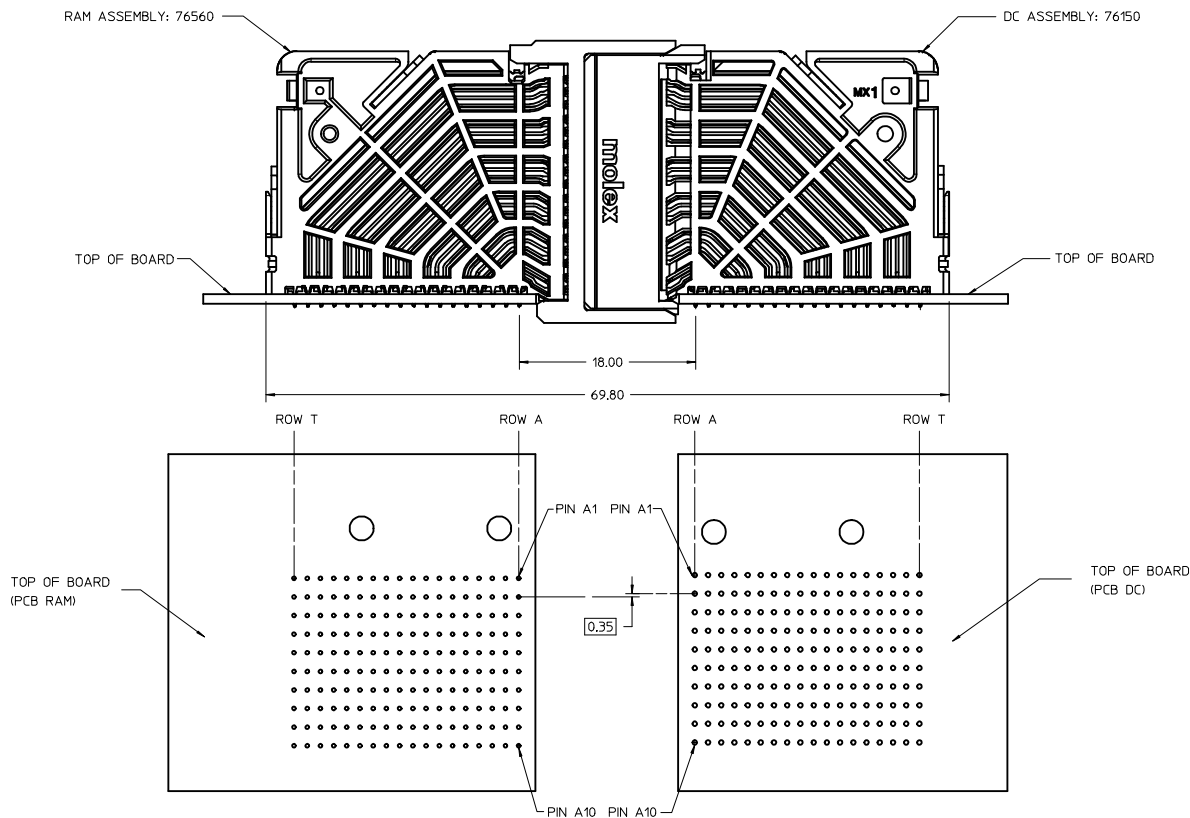 RAM ASSEMBLY: 76560
DC ASSEMBLY: 76150
MX1
molex
TOP OF BOARD
TOP OF BOARD
18.00
69.80
ROW T
ROW A
ROW A
ROW T
PIN A1
PIN A1
TOP OF BOARD
(PCB RAM)
TOP OF BOARD
(PCB DC)
0.35
PIN A10
PIN A10